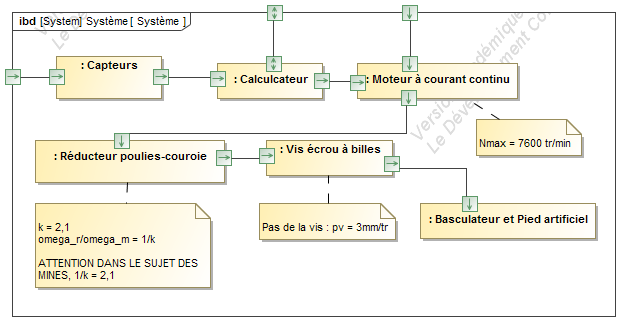 ibd [System] Système [ Système ]
: Capteurs
: Calculcateur
: Moteur à courant continu
Nmax = 7600 tr/min
: Réducteur poulies-couroie
: Vis écrou à billes
k = 2,1
omega_r/omega_m = 1/k
ATTENTION DANS LE SUJET DES
MINES, 1/k = 2,1
Pas de la vis : pv = 3mm/tr
: Basculateur et Pied artificiel